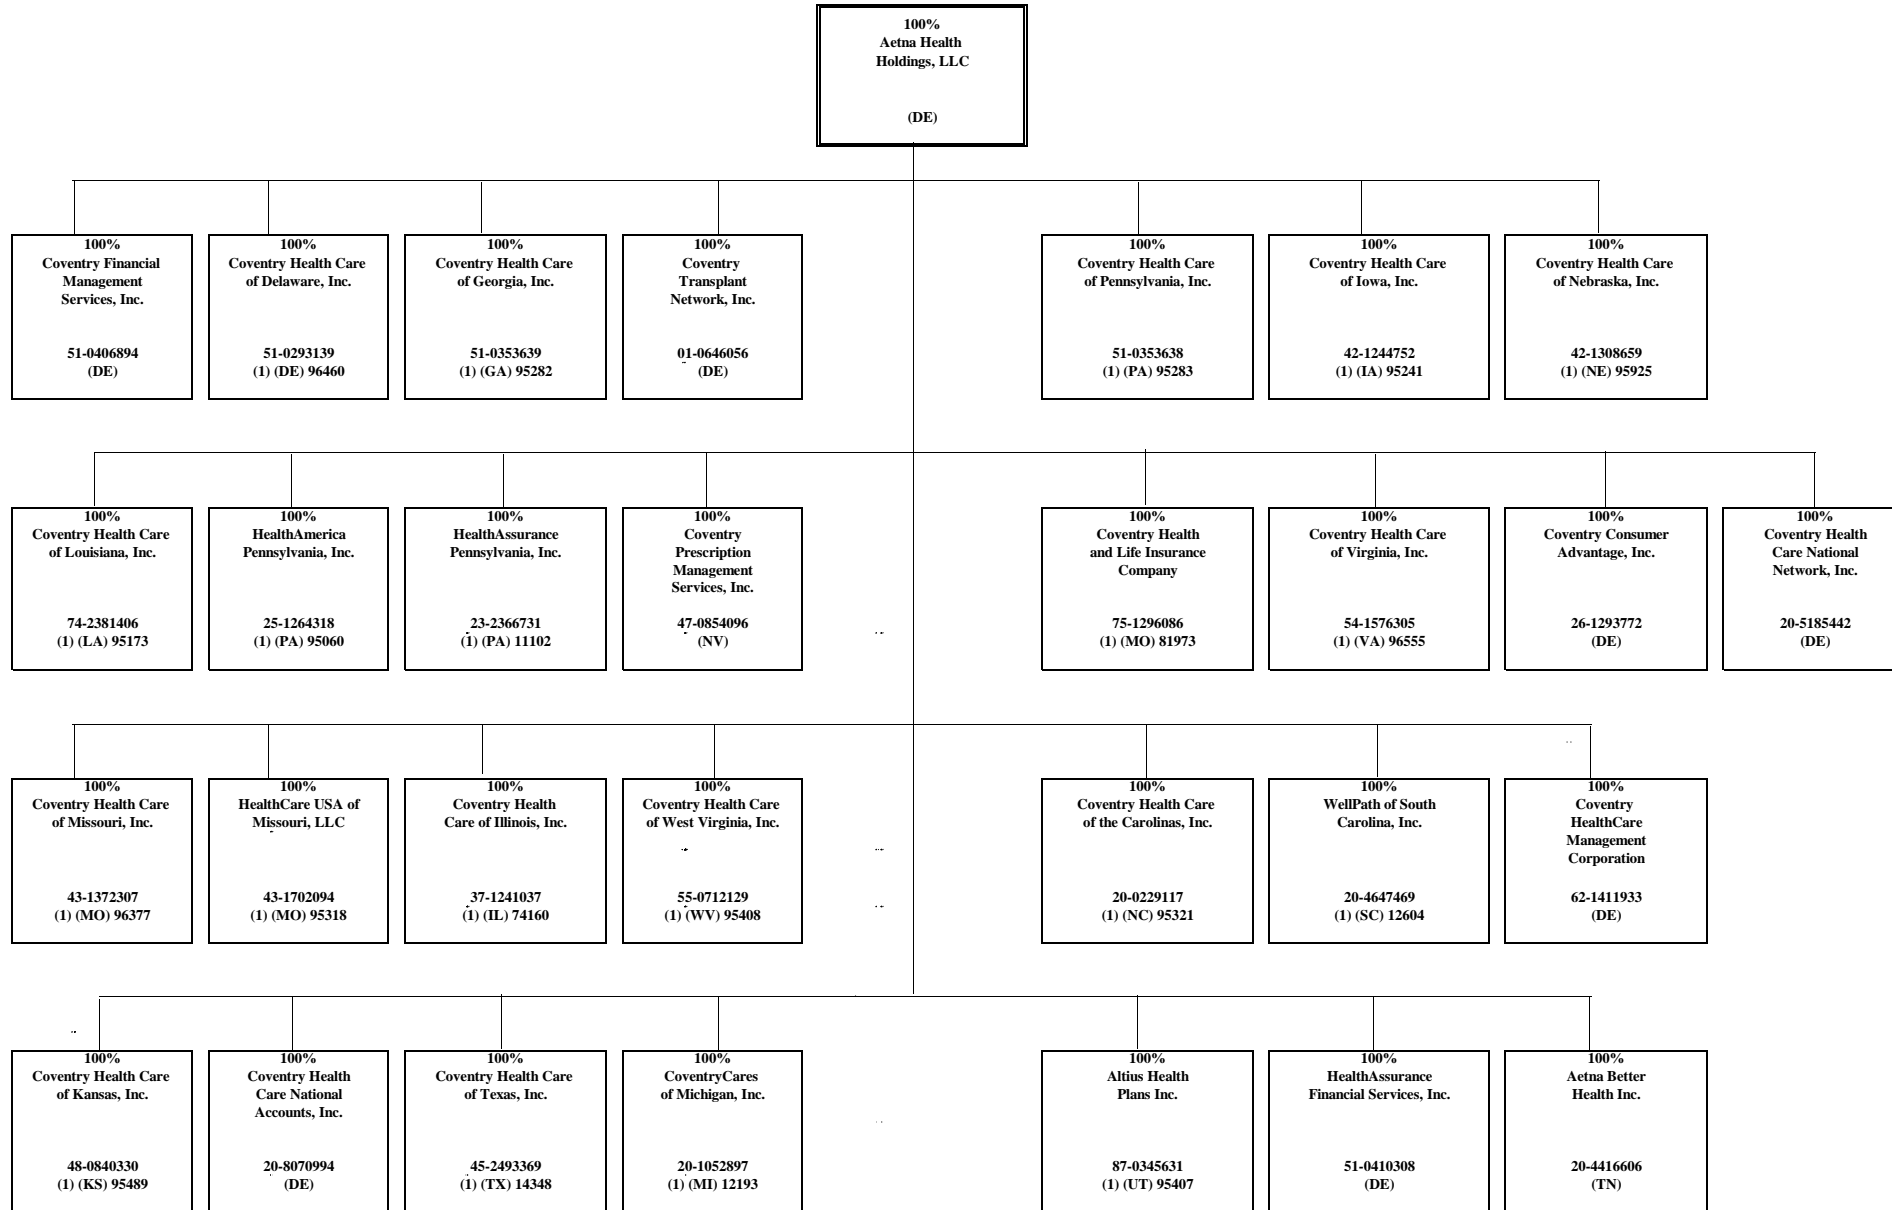 100%
Aetna Health
Holdings, LLC
(DE)
100%
Coventry Financial
Management
Services, Inc.
51-0406894
(DE)
100%
Coventry Health Care
of Delaware, Inc.
51-0293139
(1) (DE) 96460
100%
Coventry Health Care
of Georgia, Inc.
51-0353639
(1) (GA) 95282
100%
Coventry
Transplant
Network, Inc.
01-0646056
(DE)
100%
Coventry Health Care
of Pennsylvania, Inc.
51-0353638
(1) (PA) 95283
100%
Coventry Health Care
of Iowa, Inc.
42-1244752
(1) (IA) 95241
100%
Coventry Health Care
of Nebraska, Inc.
42-1308659
(1) (NE) 95925
100%
Coventry Health Care
of Louisiana, Inc.
74-2381406
(1) (LA) 95173
100%
HealthAmerica
Pennsylvania, Inc.
25-1264318
(1) (PA) 95060
100%
HealthAssurance
Pennsylvania, Inc.
23-2366731
(1) (PA) 11102
100%
Coventry
Prescription
Management
Services, Inc.
47-0854096
(NV)
100%
Coventry Health
and Life Insurance
Company
75-1296086
(1) (MO) 81973
100%
Coventry Health Care
of Virginia, Inc.
54-1576305
(1) (VA) 96555
100%
Coventry Consumer
Advantage, Inc.
26-1293772
(DE)
100%
Coventry Health
Care National
Network, Inc.
20-5185442
(DE)
100%
Coventry Health Care
of Missouri, Inc.
43-1372307
(1) (MO) 96377
100%
HealthCare USA of
Missouri, LLC
43-1702094
(1) (MO) 95318
100%
Coventry Health
Care of Illinois, Inc.
37-1241037
(1) (IL) 74160
100%
Coventry Health Care
of West Virginia, Inc.
55-0712129
(1) (WV) 95408
100%
Coventry Health Care
of the Carolinas, Inc.
20-0229117
(1) (NC) 95321
100%
WellPath of South
Carolina, Inc.
20-4647469
(1) (SC) 12604
100%
Coventry
HealthCare
Management
Corporation
62-1411933
(DE)
100%
Coventry Health Care
of Kansas, Inc.
48-0840330
(1) (KS) 95489
100%
Coventry Health
Care National
Accounts, Inc.
20-8070994
(DE)
100%
Coventry Health Care
of Texas, Inc.
45-2493369
(1) (TX) 14348
100%
CoventryCares
of Michigan, Inc.
20-1052897
(1) (MI) 12193
100%
Altius Health
Plans Inc.
87-0345631
(1) (UT) 95407
100%
HealthAssurance
Financial Services, Inc.
51-0410308
(DE)
100%
Aetna Better
Health Inc.
20-4416606
(TN)